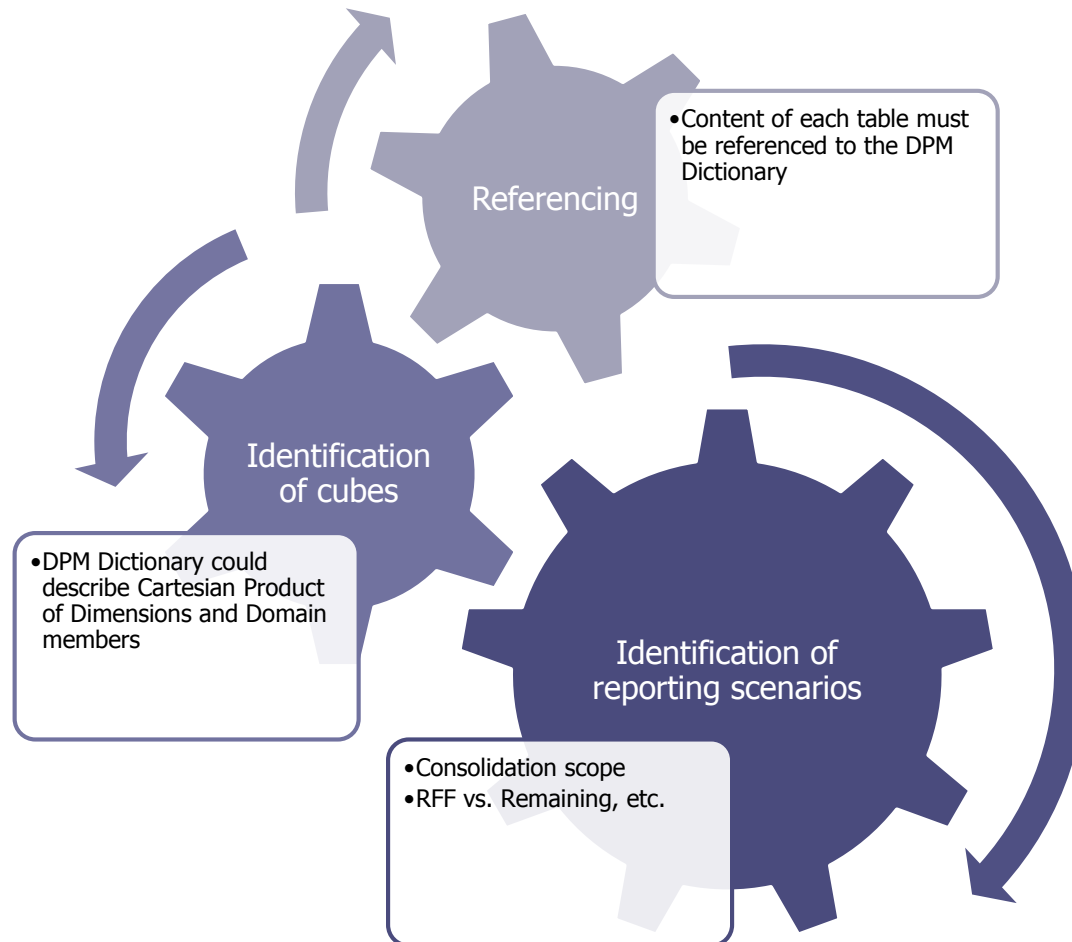 Referencing
•Content of each table must
be referenced to the DPM
Dictionary
Identification
of cubes
•DPM Dictionary could
describe Cartesian Product
of Dimensions and Domain
members
Identification of
reporting scenarios
•Consolidation scope
•RFF vs. Remaining, etc.